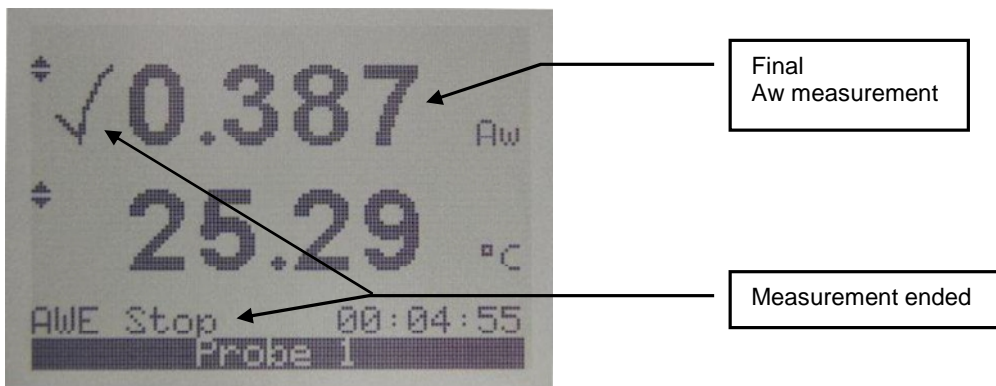 √0.387 Aw
25.29 °C
AWE Stop 00:04:55
Probe 1
Final
Aw measurement
Measurement ended